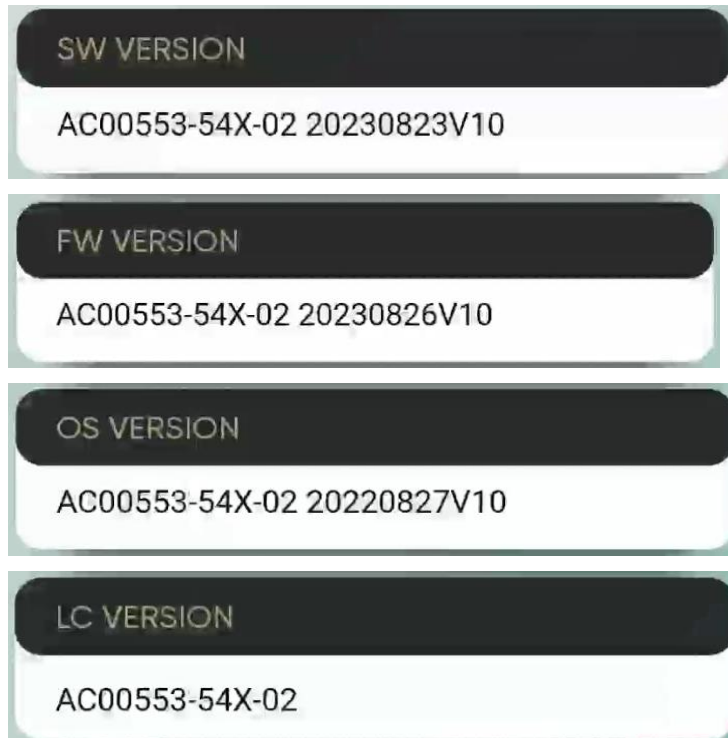 SW VERSION
AC00553-54X-02 20230823V10
FW VERSION
AC00553-54X-02 20230826V10
OS VERSION
AC00553-54X-02 20220827V10
LC VERSION
AC00553-54X-02